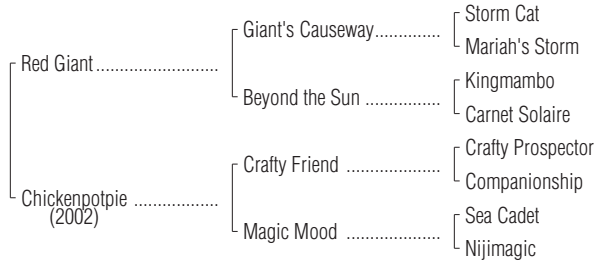 Storm Cat
Giant's Causeway..............
Mariah's Storm
Red Giant..........................
Kingmambo
Beyond the Sun ................
Carnet Solaire
Crafty Prospector
Crafty Friend ....................
Companionship
Chickenpotpie ..................
(2002)
Sea Cadet
Magic Mood ....................
Nijimagic